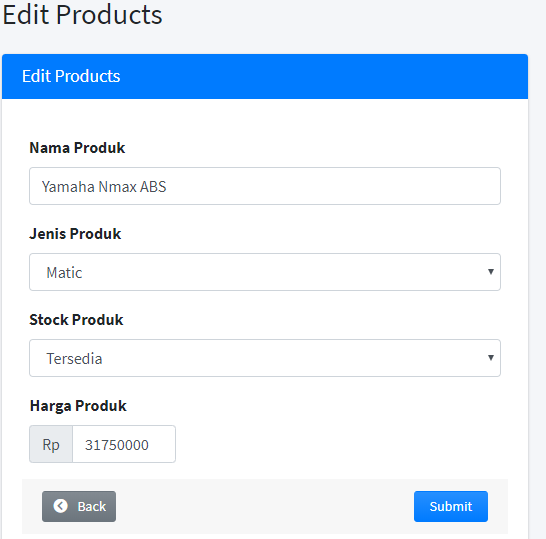 Edit Products
Edit Products
Nama Produk
Yamaha Nmax ABS
Jenis Produk
Matic
Stock Produk
Tersedia
Harga Produk
Rp 31750000
Back Submit